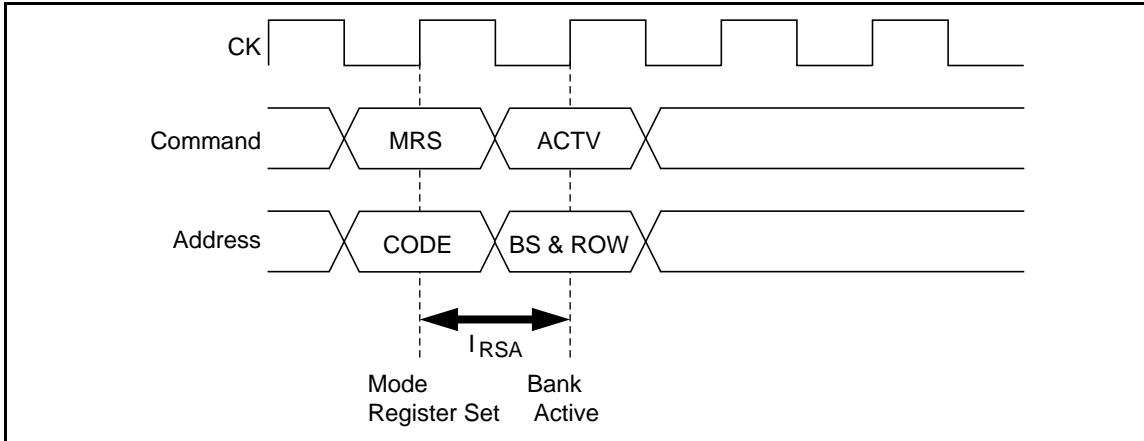 CK
Command MRS ACTV
Address CODE BS & ROW
I RSA
Mode Bank
Register Set Active